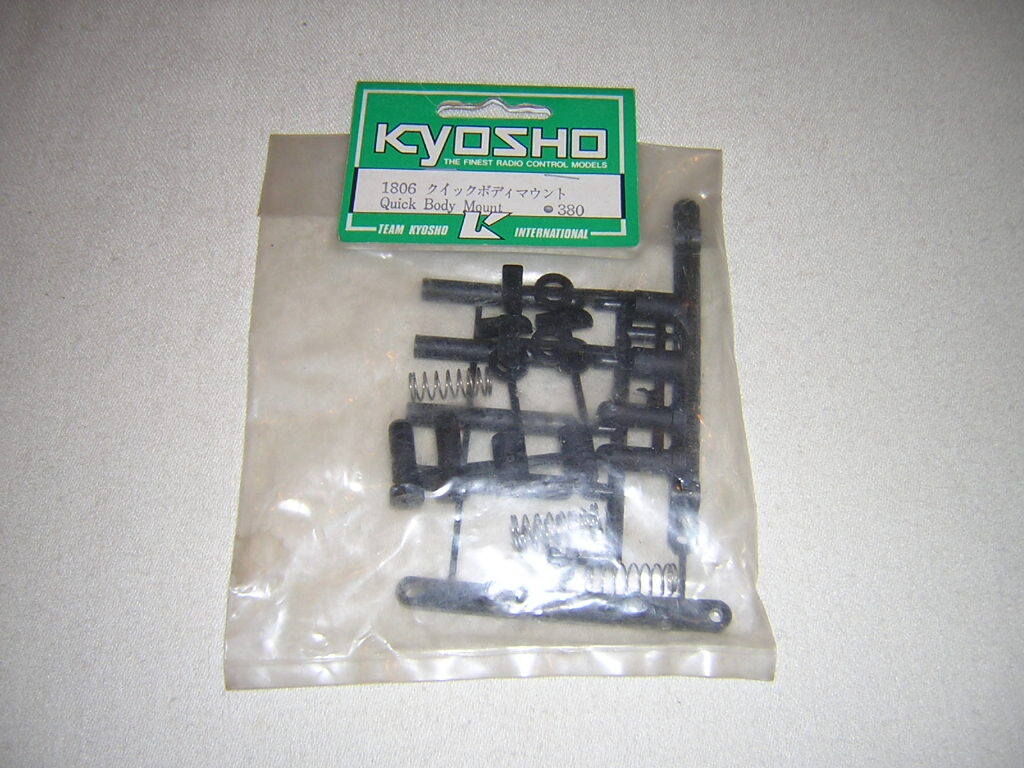 KYOSHO
THE FINEST RADIO CONTROL MODELS
1806 クイックボディマウント
Quick Body Mount ●380
TEAM KYOSHO K INTERNATIONAL